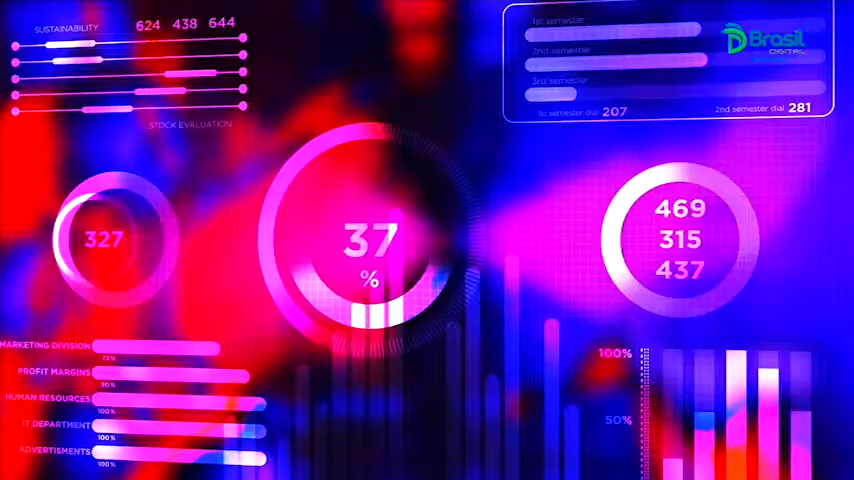 SUSTAINABILITY
624 438 644
STOCK EVALUATION
1st semester
2nd semester
3rd semester
1st semester dial 207
2nd semester dial 281
Brasil
DIGITAL
327
37
%
469
315
437
MARKETING DIVISION
PROFIT MARGINS
HUMAN RESOURCES
100 %
IT DEPARTMENT
100 %
ADVERTISMENTS
100 %
100%
50%